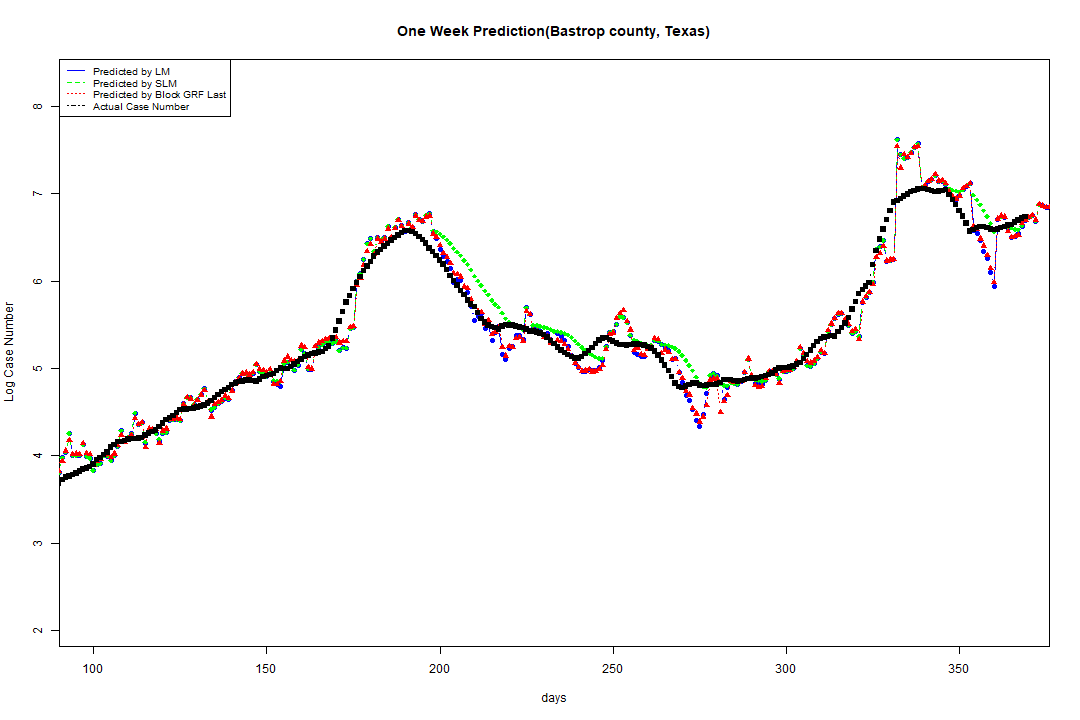 One Week Prediction(Bastrop county, Texas)
Predicted by LM
Predicted by SLM
Predicted by Block GRF Last
Actual Case Number
Log Case Number
8
7
6
5
4
3
2
100 150 200 250 300 350
days